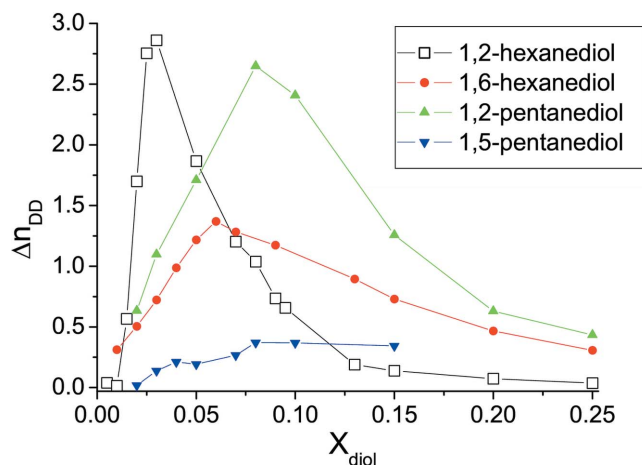 3.0
2.5
2.0
1.5
1.0
0.5
0.0
Δn_DD
1,2-hexanediol
1,6-hexanediol
1,2-pentanediol
1,5-pentanediol
0.00 0.05 0.10 0.15 0.20 0.25
X_diol